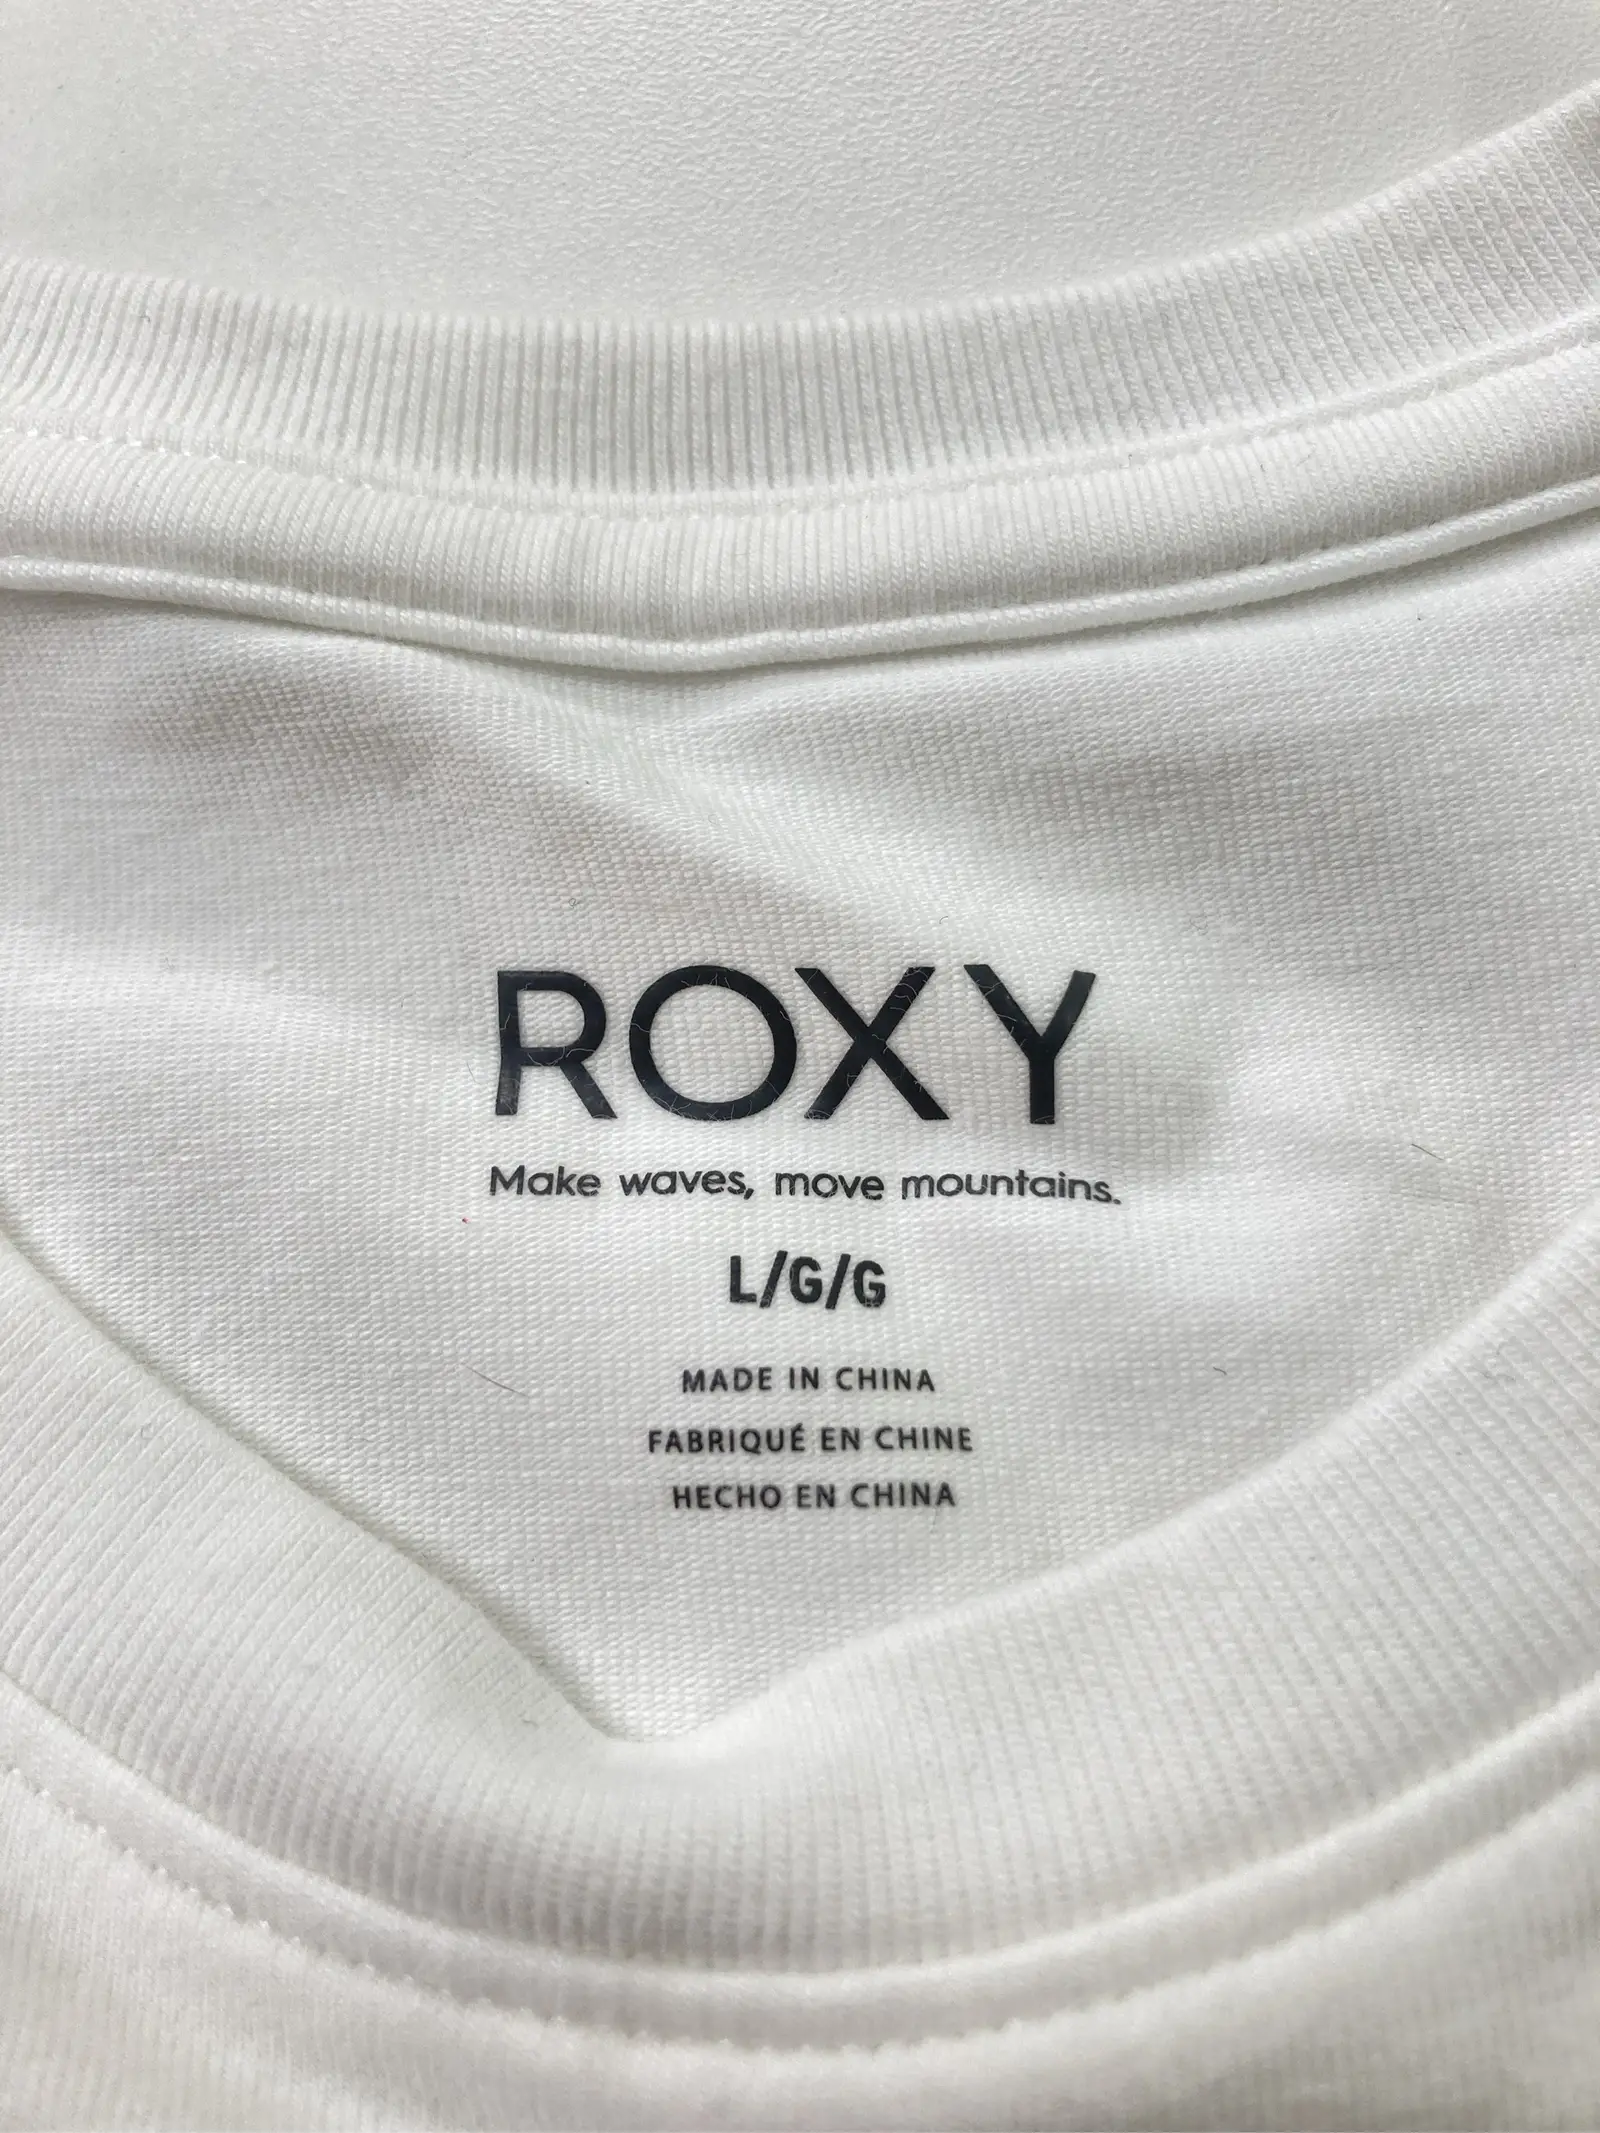 ROXY
Make waves, move mountains.
L/G/G
MADE IN CHINA
FABRIQUÉ EN CHINE
HECHO EN CHINA